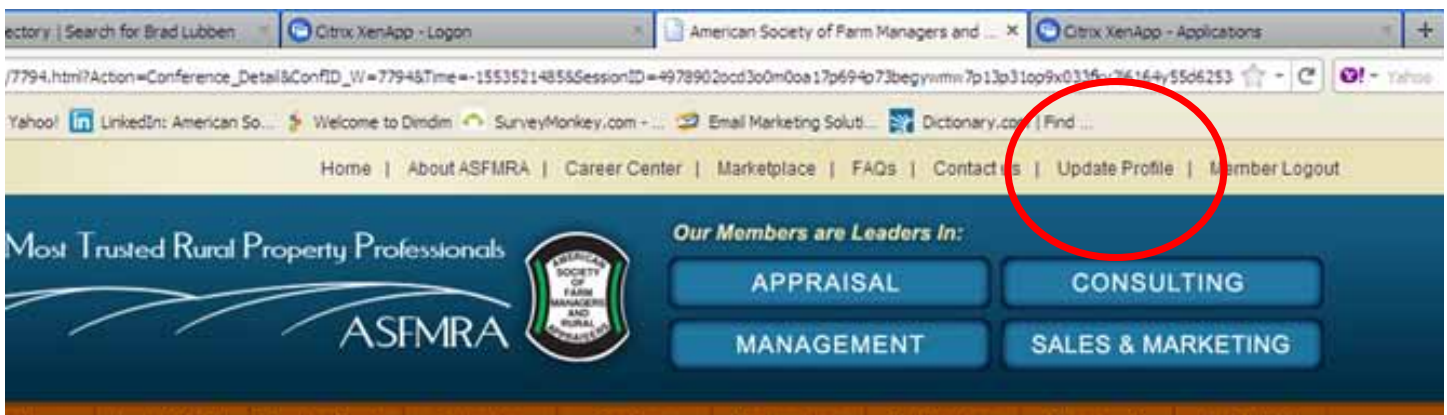 ectory | Search for Brad Lubben Citrix XenApp - Logon American Society of Farm Managers and ... × Citrix XenApp - Applications +
/7794.html?Action=Conference_Detail&ConfID_W=7794&Time=-1553521485&SessionID=
Yahoo
Yahoo! LinkedIn: American So... Welcome to Dimdim SurveyMonkey.com - ... Email Marketing Soluti... Dictionary.com | Find ...
Home | About ASFMRA | Career Center | Marketplace | FAQs | Contact us | Update Profile | Member Logout
Most Trusted Rural Property Professionals
ASFMRA
AMERICAN
SOCIETY
OF
FARM
MANAGERS
AND
RURAL
APPRAISERS
Our Members are Leaders In:
APPRAISAL CONSULTING
MANAGEMENT SALES & MARKETING